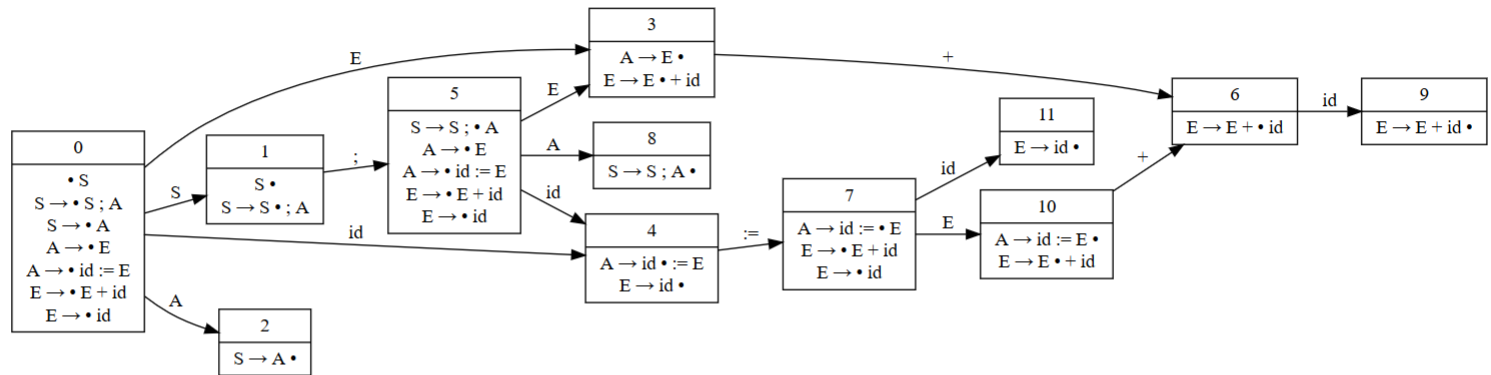 0
• S
S → • S ; A
S → • A
A → • E
A → • id := E
E → • E + id
E → • id
E
S
id
A
1
S •
S → S • ; A
;
2
S → A •
5
S → S ; • A
A → • E
A → • id := E
E → • E + id
E → • id
E
A
id
3
A → E •
E → E • + id
+
8
S → S ; A •
4
A → id • := E
E → id •
:=
7
A → id := • E
E → • E + id
E → • id
id
E
11
E → id •
10
A → id := E •
E → E • + id
+
6
E → E + • id
id
9
E → E + id •